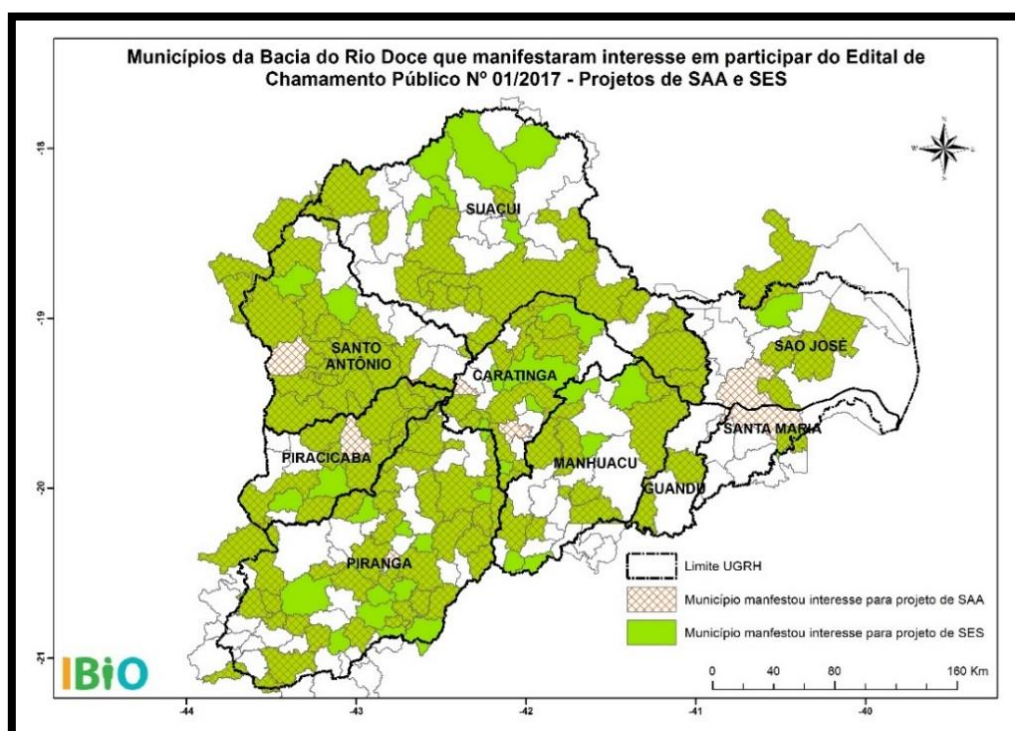 Municípios da Bacia do Rio Doce que manifestaram interesse em participar do Edital de
Chamamento Público Nº 01/2017 - Projetos de SAA e SES
-18
-19
-20
-21
W
E
S
SUAÇUI
SANTO
ANTÔNIO
CARATINGA
SAO JOSÉ
SANTA MARIA
PIRACICABA
MANHUACU
GUANDU
PIRANGA
Limite UGRH
Município manfestou interesse para projeto de SAA
Município manfestou interesse para projeto de SES
0 40 80 160 Km
IBiO
-44 -43 -42 -41 -40